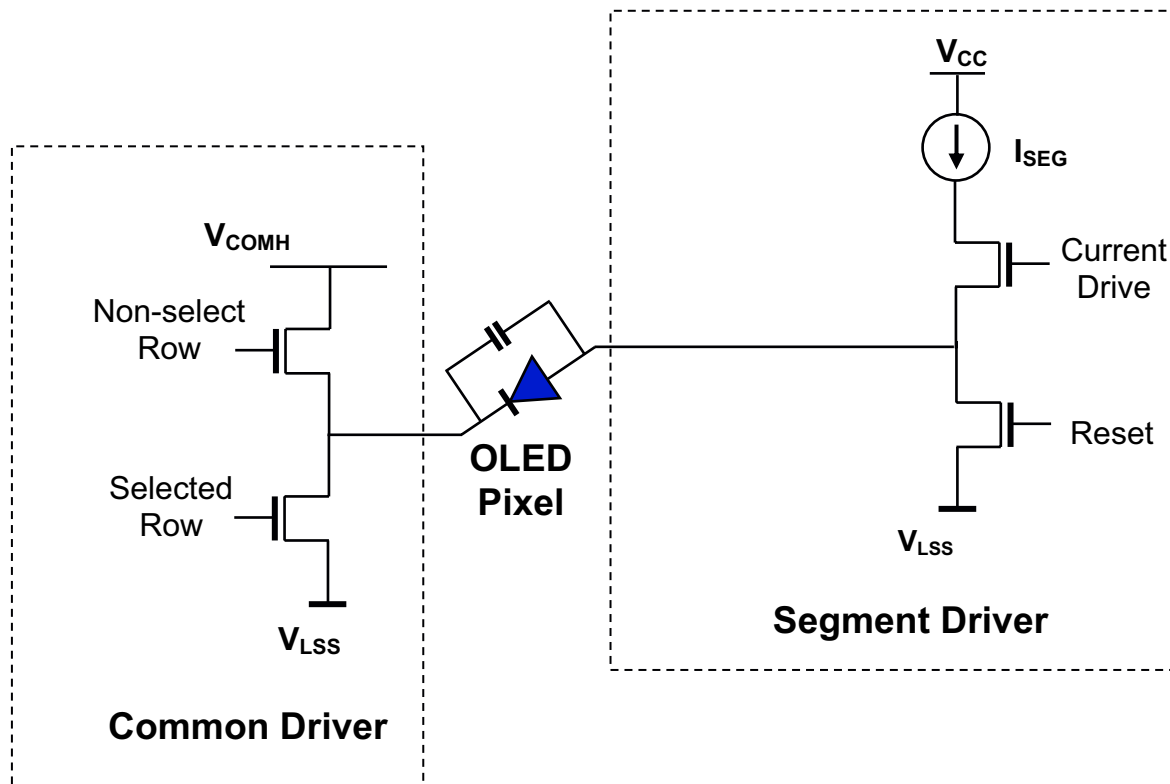 V_CC
I_SEG
V_COMH
Non-select
Row
Current
Drive
Reset
OLED
Pixel
Selected
Row
V_LSS
V_LSS
Segment Driver
Common Driver